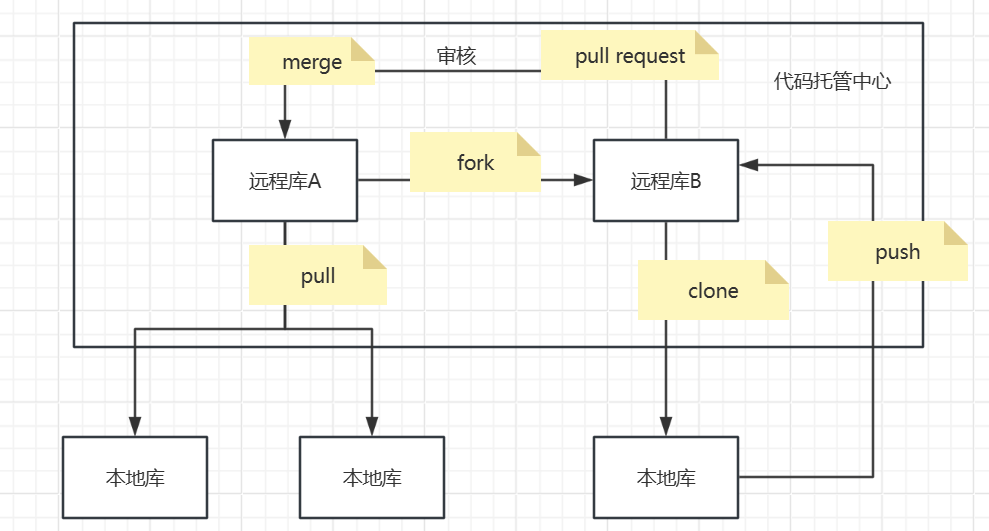 merge
审核
pull request
代码托管中心
远程库A
fork
远程库B
pull
clone
push
本地库
本地库
本地库